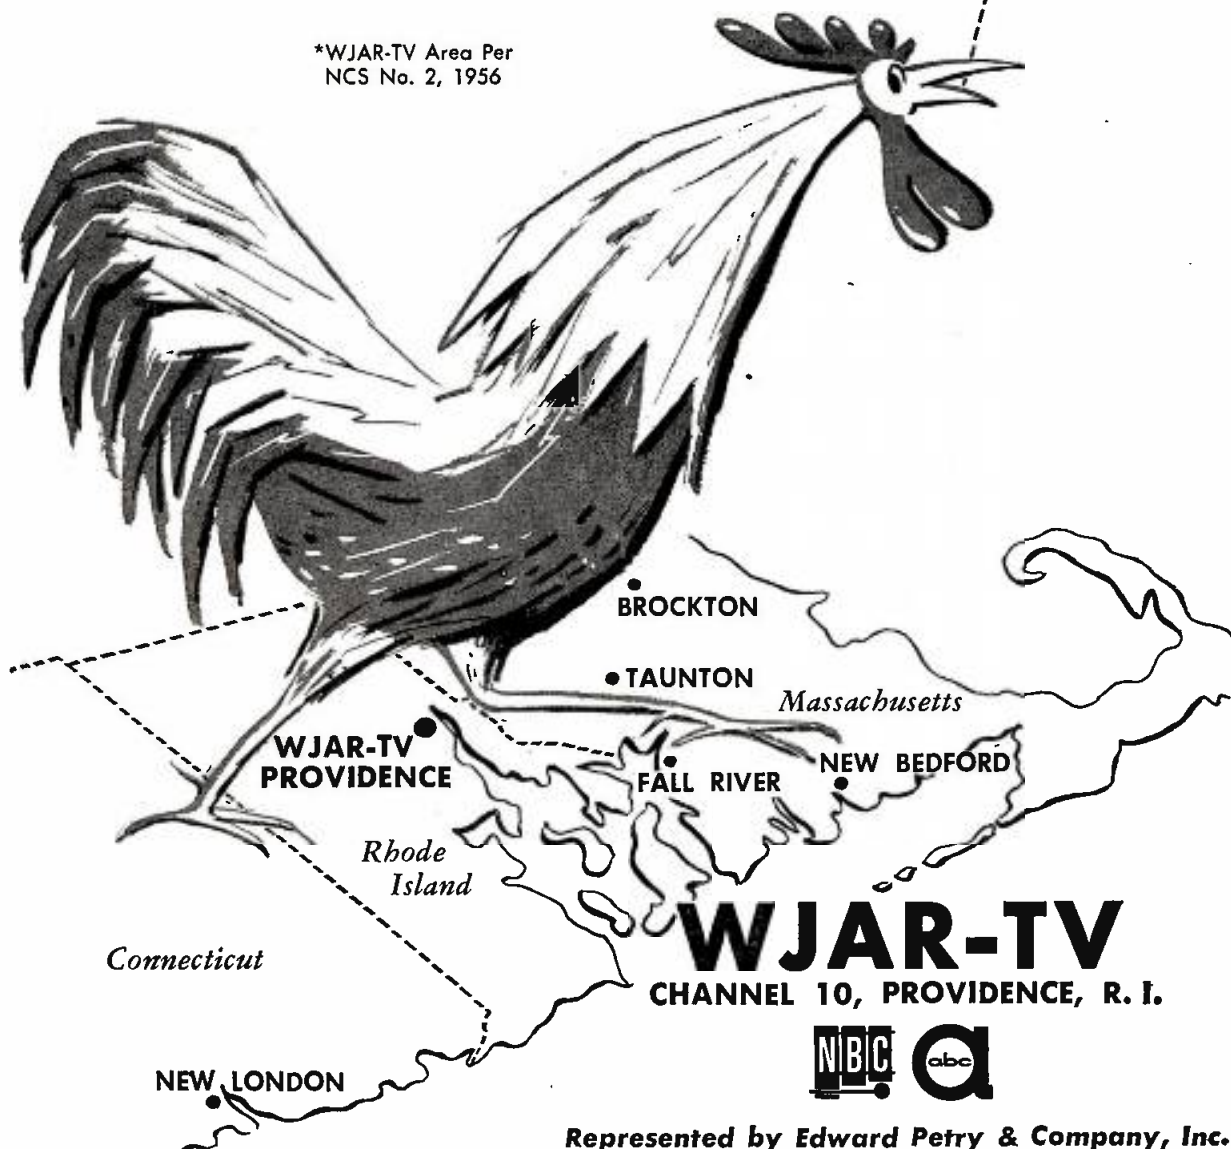 *WJAR-TV Area Per
NCS No. 2, 1956
BROCKTON
TAUNTON
Massachusetts
WJAR-TV
PROVIDENCE
FALL RIVER
NEW BEDFORD
Rhode
Island
Connecticut
WJAR-TV
CHANNEL 10, PROVIDENCE, R. I.
NBC
abc
NEW LONDON
Represented by Edward Petry & Company, Inc.